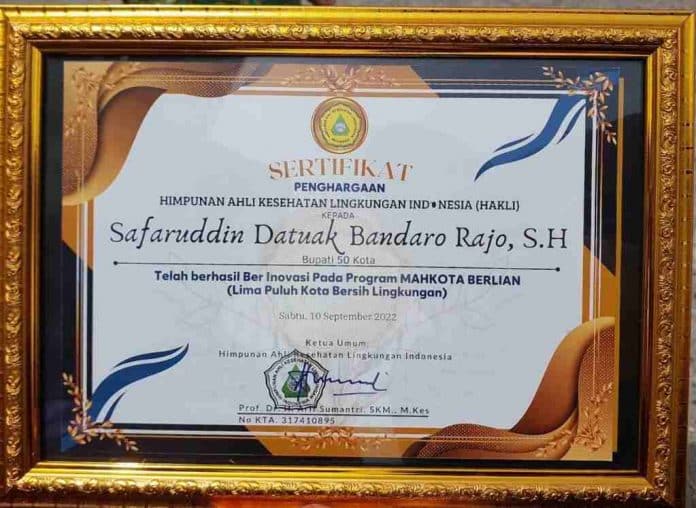 SERTIFIKAT
PENGHARGAAN
HIMPUNAN AHLI KESEHATAN LINGKUNGAN INDONESIA (HAKLI)
KEPADA
Safaruddin Datuak Bandaro Rajo, S.H
Bupati 50 Kota
Telah berhasil Ber Inovasi Pada Program MAHKOTA BERLIAN
(Lima Puluh Kota Bersih Lingkungan)
Sabtu, 10 September 2022
Ketua Umum
Himpunan Ahli Kesehatan Lingkungan Indonesia
Prof. Dr. H. Arif Sumantri. SKM., M.Kes
No KTA. 317410895